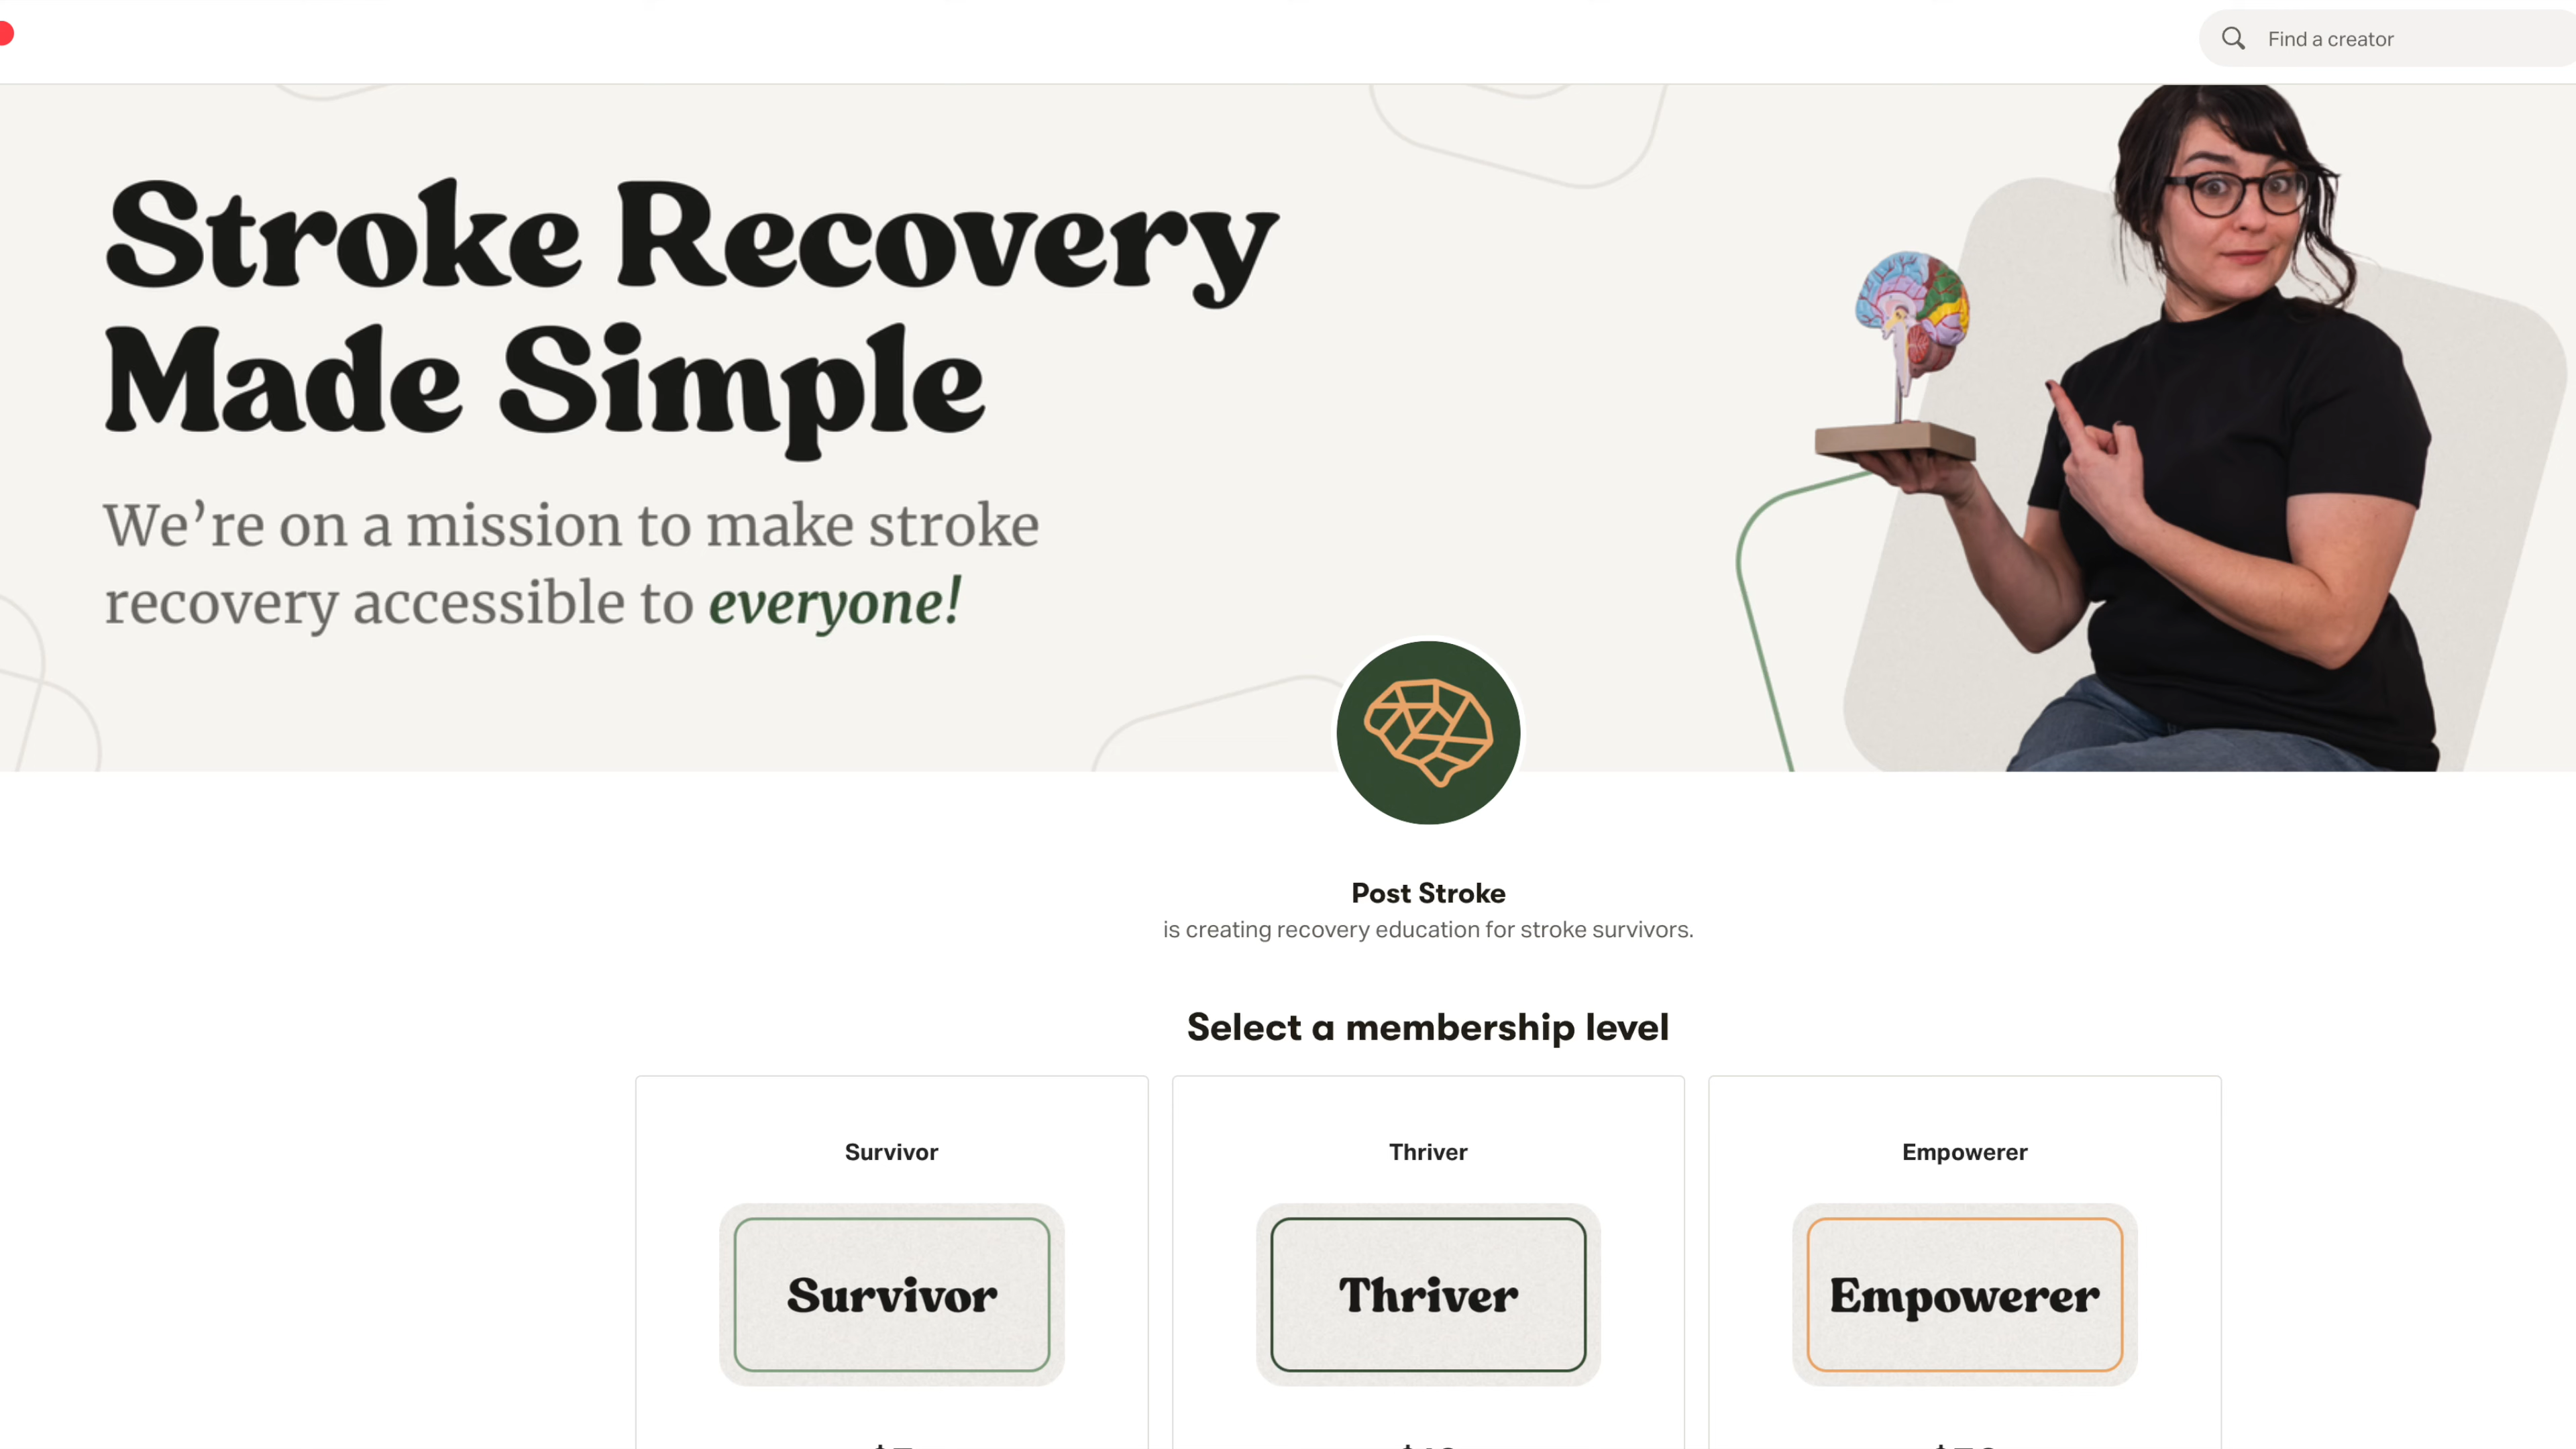 Find a creator
Stroke Recovery
Made Simple
We’re on a mission to make stroke
recovery accessible to everyone!
Post Stroke
is creating recovery education for stroke survivors.
Select a membership level
Survivor
Thriver
Empowerer
Survivor
Thriver
Empowerer